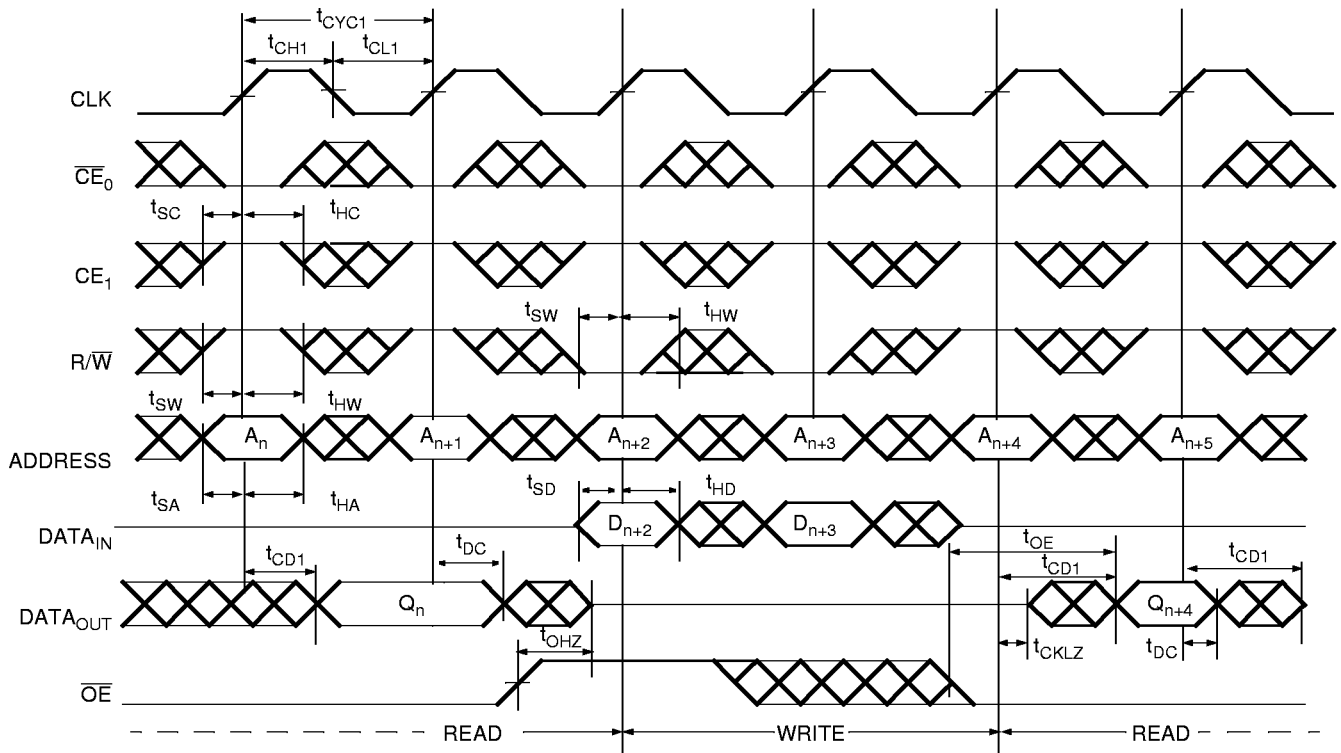 tCYC1
tCH1 tCL1
CLK
CE0
tSC tHC
CE1
tSW tHW
R/W
tSW tHW
An An+1 An+2 An+3 An+4 An+5
ADDRESS
tSA tHA tSD tHD
Dn+2 Dn+3
DATAIN
tOE
tCD1 tDC tCD1 tCD1
Qn Qn+4
DATAOUT
tOHZ tCKLZ tDC
OE
READ WRITE READ